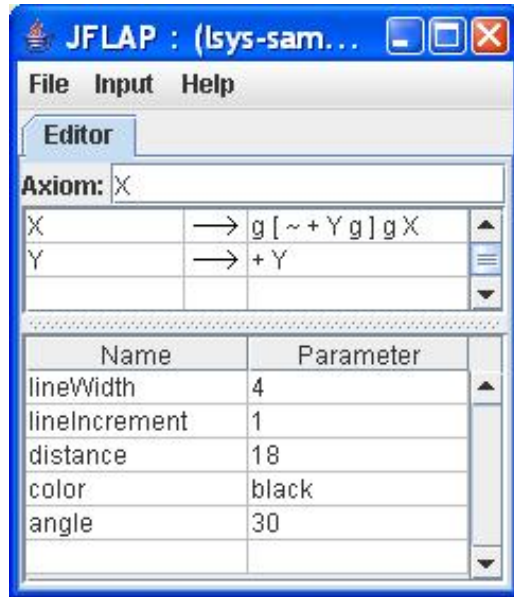 JFLAP : (lsys-sam...
File Input Help
Editor
Axiom: X
X → g [ ~ + Y g ] g X
Y → + Y
Name Parameter
lineWidth 4
lineIncrement 1
distance 18
color black
angle 30